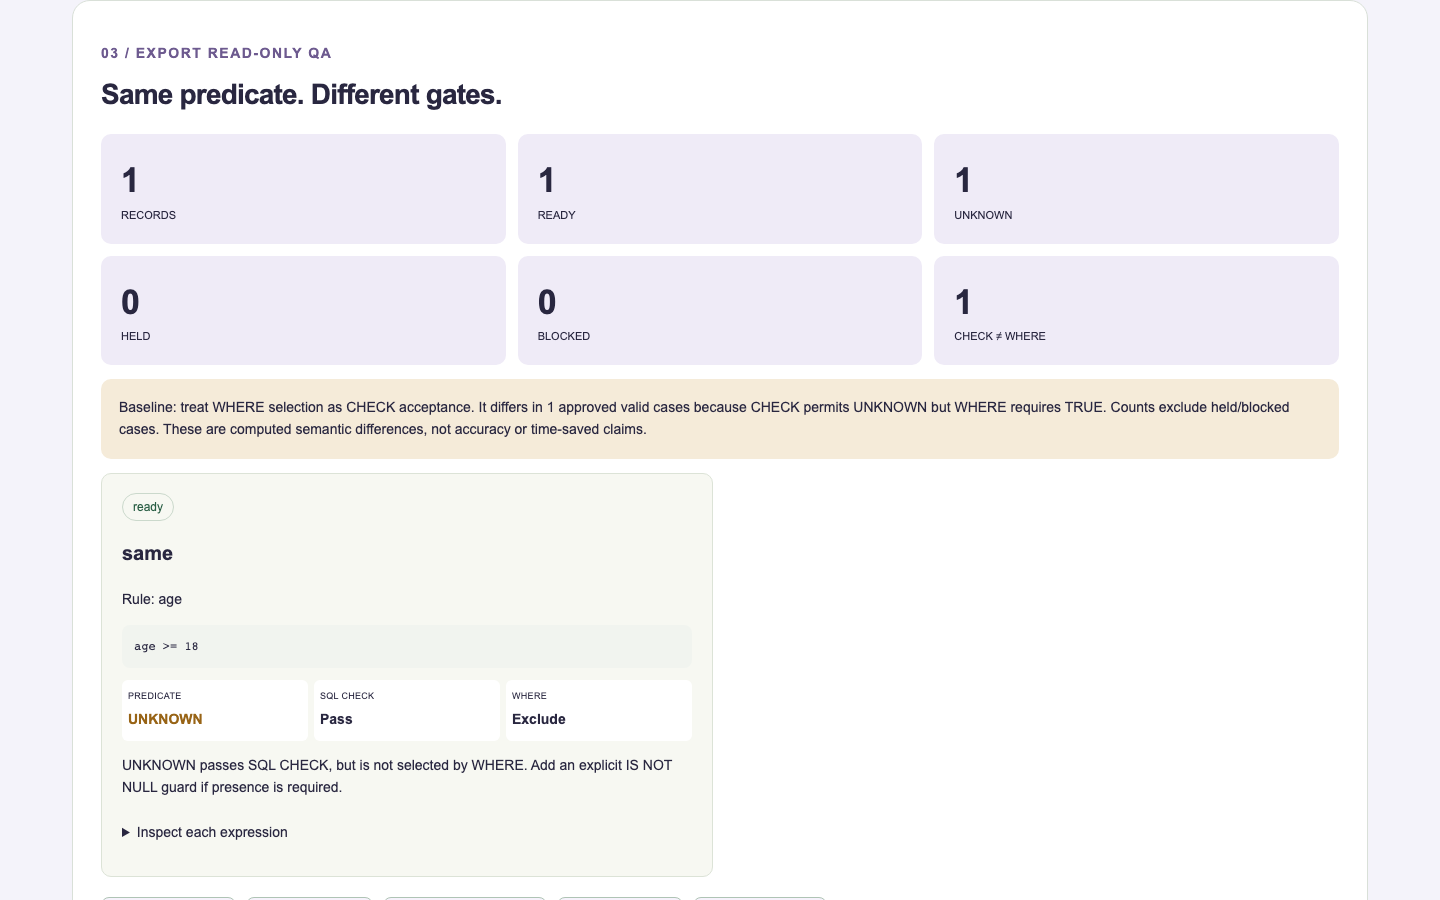 03 / EXPORT READ-ONLY QA
Same predicate. Different gates.
1
RECORDS
1
READY
1
UNKNOWN
0
HELD
0
BLOCKED
1
CHECK ≠ WHERE
Baseline: treat WHERE selection as CHECK acceptance. It differs in 1 approved valid cases because CHECK permits UNKNOWN but WHERE requires TRUE. Counts exclude held/blocked
cases. These are computed semantic differences, not accuracy or time-saved claims.
ready
same
Rule: age
age >= 18
PREDICATE
UNKNOWN
SQL CHECK
Pass
WHERE
Exclude
UNKNOWN passes SQL CHECK, but is not selected by WHERE. Add an explicit IS NOT
NULL guard if presence is required.
Inspect each expression